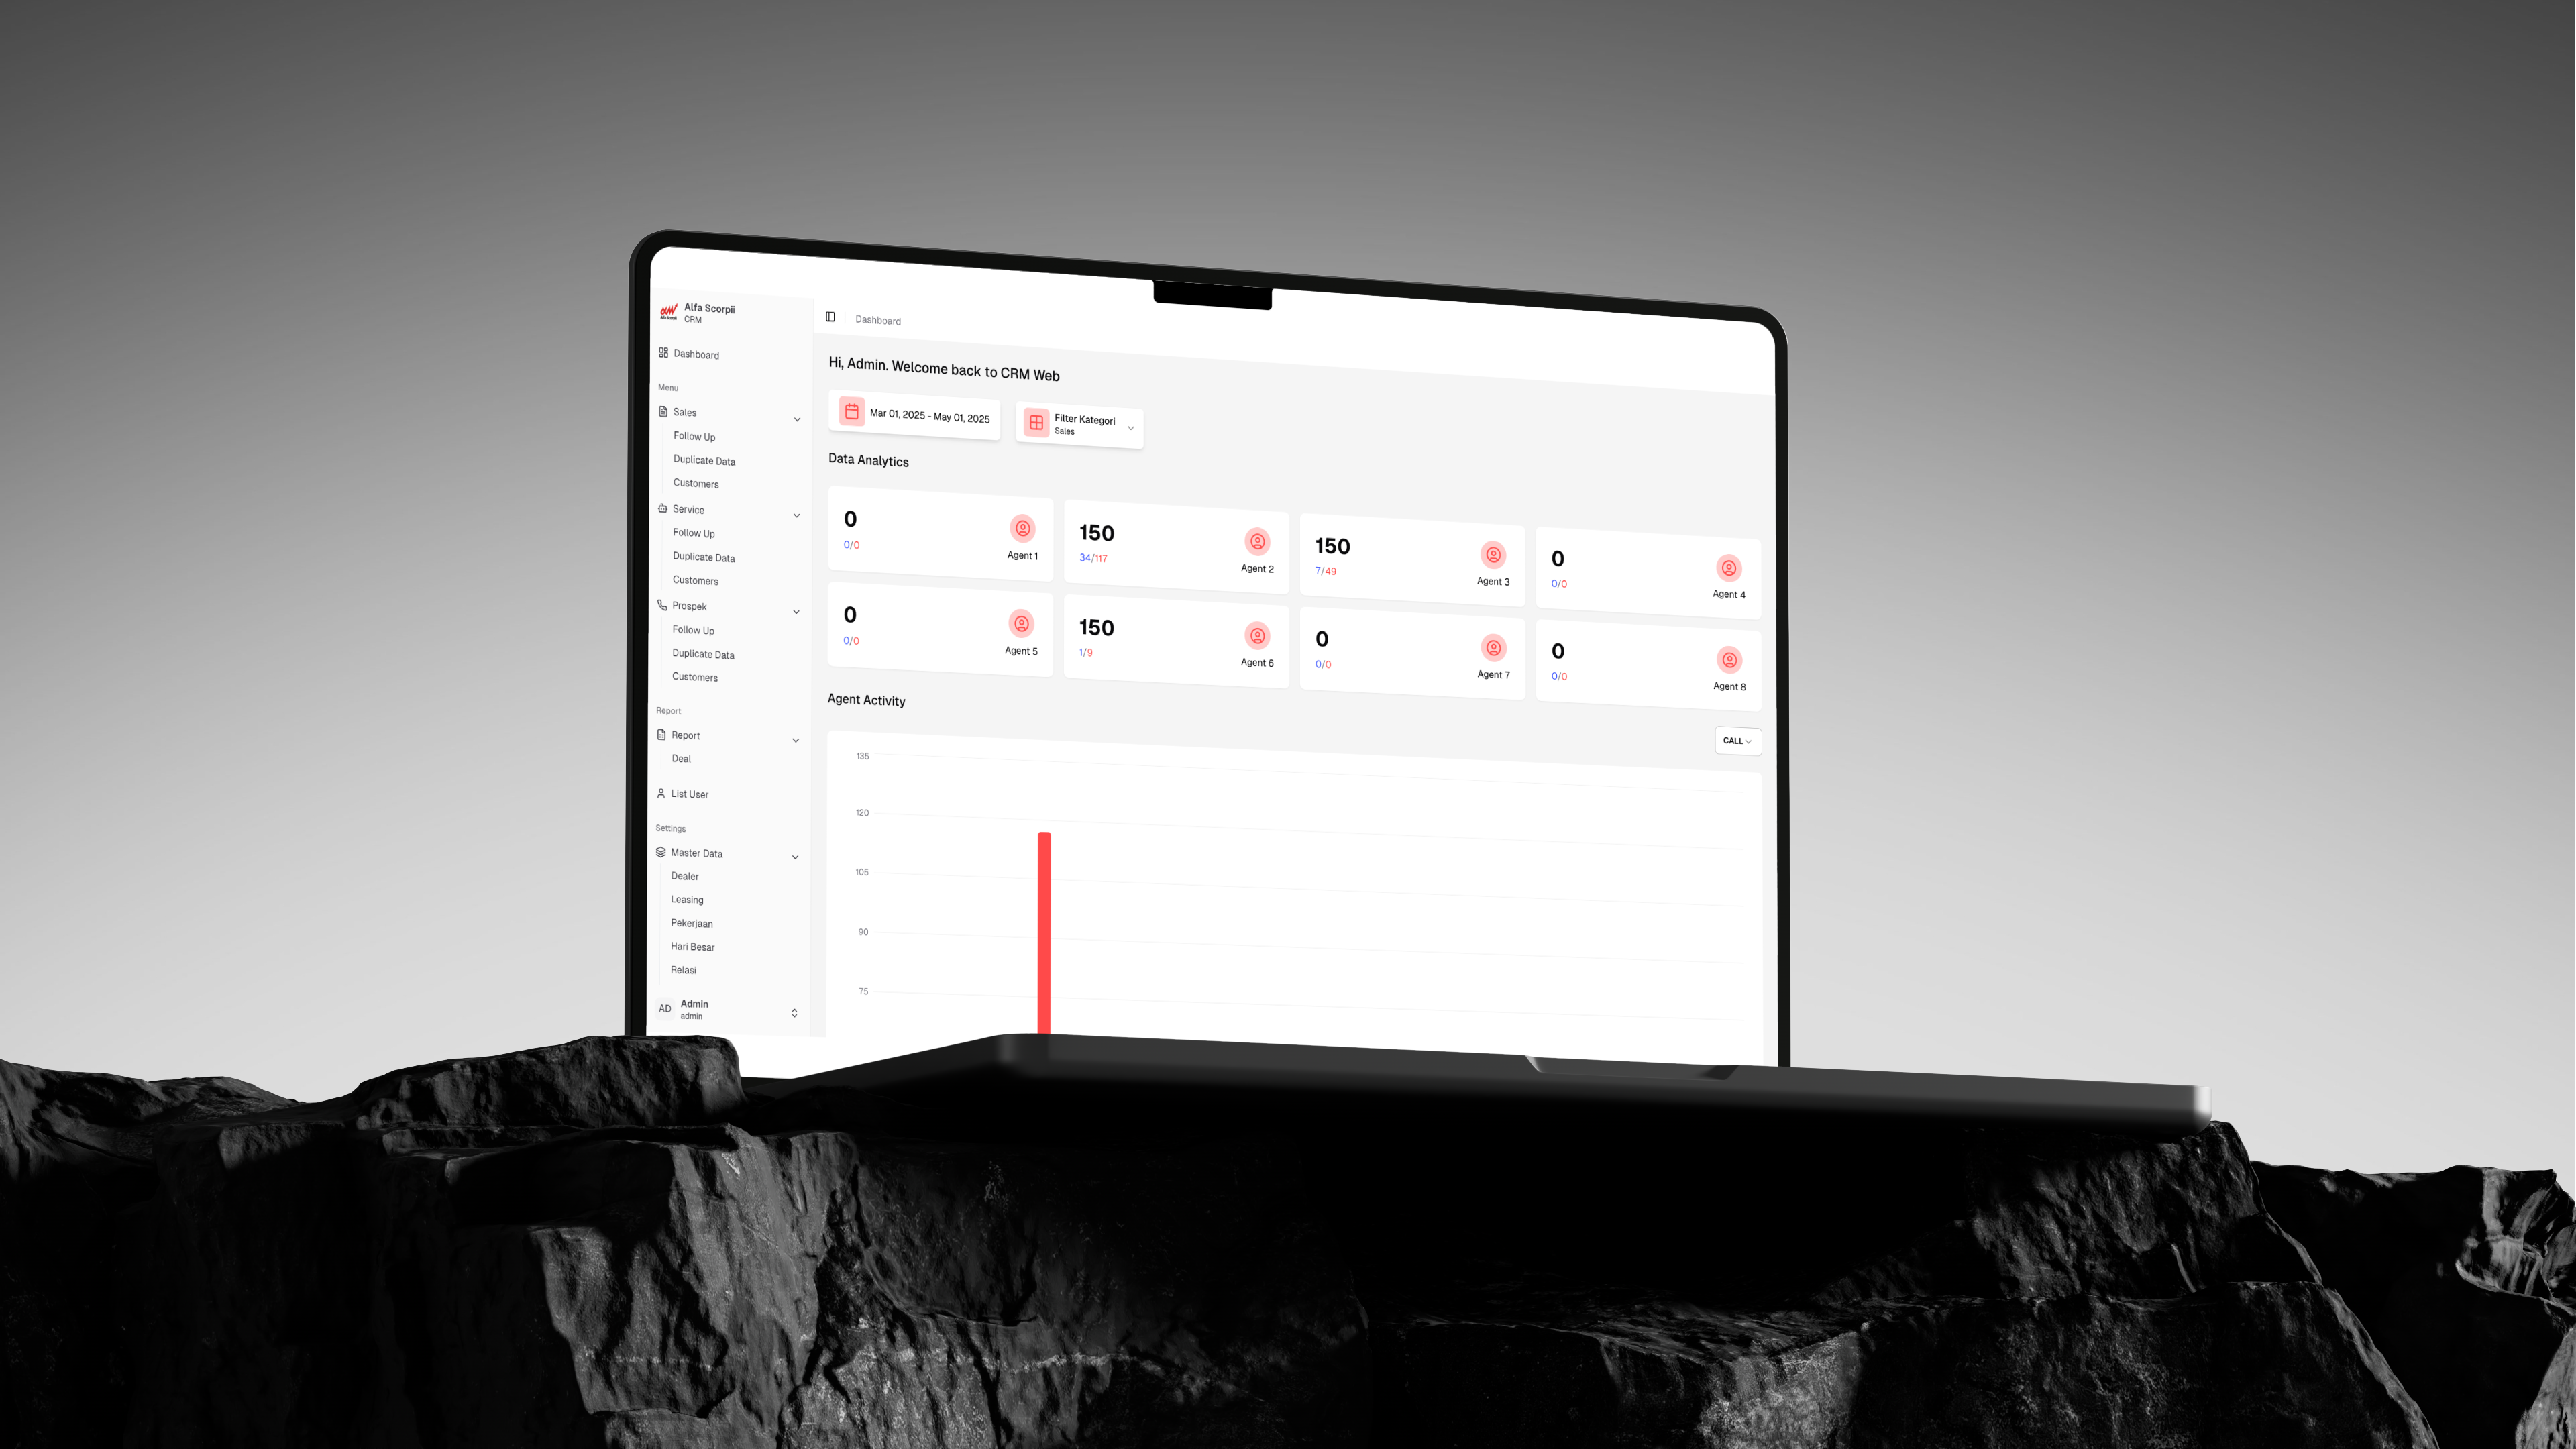 Alfa Scorpii
CRM
Dashboard
Menu
Sales
Follow Up
Duplicate Data
Customers
Service
Follow Up
Duplicate Data
Customers
Prospek
Follow Up
Duplicate Data
Customers
Report
Report
Deal
List User
Settings
Master Data
Dealer
Leasing
Pekerjaan
Hari Besar
Relasi
AD
Admin
admin
Dashboard
Hi, Admin. Welcome back to CRM Web
Mar 01, 2025 - May 01, 2025
Filter Kategori
Sales
Data Analytics
0
0/0
Agent 1
150
34/117
Agent 2
150
7/49
Agent 3
0
0/0
Agent 4
0
0/0
Agent 5
150
1/9
Agent 6
0
0/0
Agent 7
0
0/0
Agent 8
Agent Activity
CALL
135
120
105
90
75